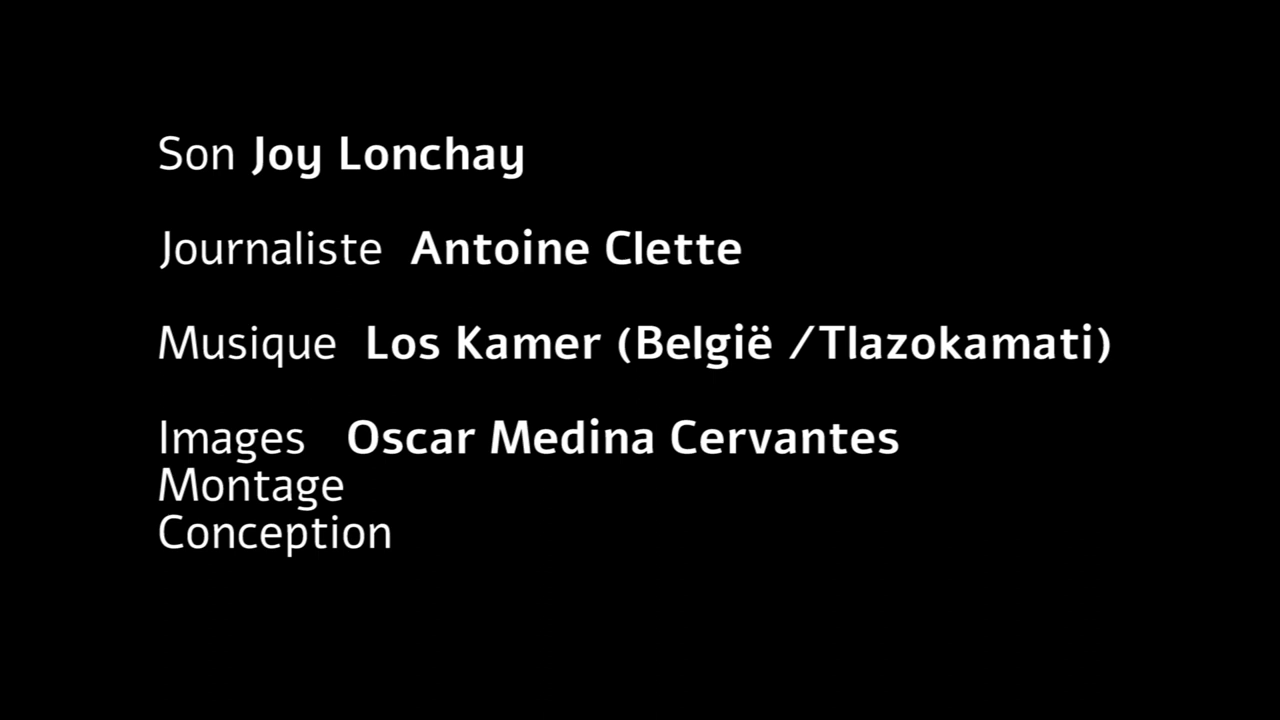 Son Joy Lonchay
Journaliste Antoine Clette
Musique Los Kamer (België /Tlazokamati)
Images Oscar Medina Cervantes
Montage
Conception